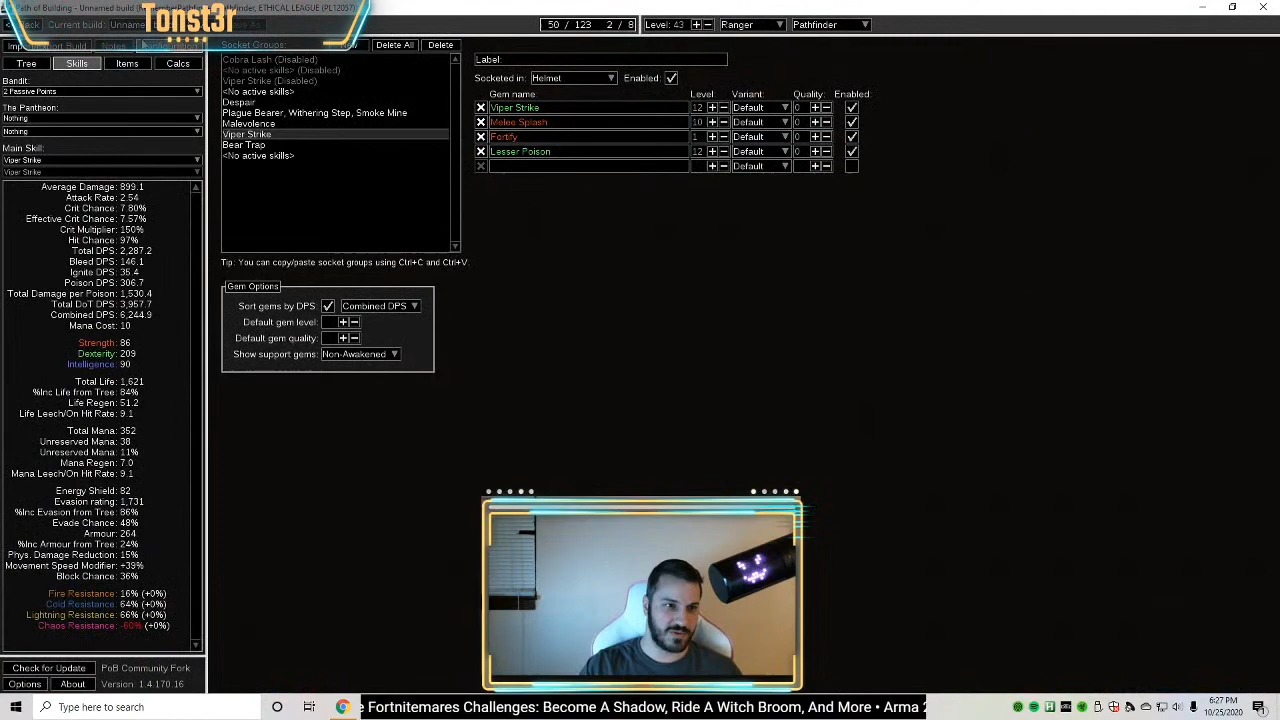 Path of Building - Unnamed build
Pathfinder, ETHICAL LEAGUE (PL12057)
Tonst3r
Current build:
50 / 123 2 / 8
Level: 43
Ranger
Pathfinder
Notes
Tree
Skills
Items
Calcs
Bandit:
2 Passive Points
The Pantheon:
Nothing
Nothing
Main Skill:
Viper Strike
Viper Strike
Average Damage: 899.1
Attack Rate: 2.54
Crit Chance: 7.80%
Effective Crit Chance: 7.57%
Crit Multiplier: 150%
Hit Chance: 97%
Total DPS: 2,287.2
Bleed DPS: 146.1
Ignite DPS: 35.4
Poison DPS: 306.7
Total Damage per Poison: 1,530.4
Total DoT DPS: 3,957.7
Combined DPS: 6,244.9
Mana Cost: 10
Strength: 86
Dexterity: 209
Intelligence: 90
Total Life: 1,621
%Inc Life from Tree: 84%
Life Regen: 51.2
Life Leech/On Hit Rate: 9.1
Total Mana: 352
Unreserved Mana: 38
Unreserved Mana: 11%
Mana Regen: 7.0
Mana Leech/On Hit Rate: 9.1
Energy Shield: 82
Evasion rating: 1,731
%Inc Evasion from Tree: 86%
Evade Chance: 48%
Armour: 264
%Inc Armour from Tree: 24%
Phys. Damage Reduction: 15%
Movement Speed Modifier: +39%
Block Chance: 36%
Fire Resistance: 16% (+0%)
Cold Resistance: 64% (+0%)
Lightning Resistance: 66% (+0%)
Chaos Resistance: -60% (+0%)
Check for Update
PoB Community Fork
Options
About
Version: 1.4.170.16
Socket Groups:
New
Delete All
Delete
Cobra Lash (Disabled)
<No active skills> (Disabled)
Viper Strike (Disabled)
<No active skills>
Despair
Plague Bearer, Withering Step, Smoke Mine
Malevolence
Viper Strike
Bear Trap
<No active skills>
Tip: You can copy/paste socket groups using Ctrl+C and Ctrl+V.
Gem Options
Sort gems by DPS:
Combined DPS
Default gem level:
Default gem quality:
Show support gems:
Non-Awakened
Label:
Socketed in:
Helmet
Enabled:
Gem name: Level: Variant: Quality: Enabled:
Viper Strike 12 Default 0
Melee Splash 10 Default 0
Fortify 1 Default 0
Lesser Poison 12 Default 0
Default
Type here to search
Fortnitemares Challenges: Become A Shadow, Ride A Witch Broom, And More • Arma
6:27 PM
10/25/2020